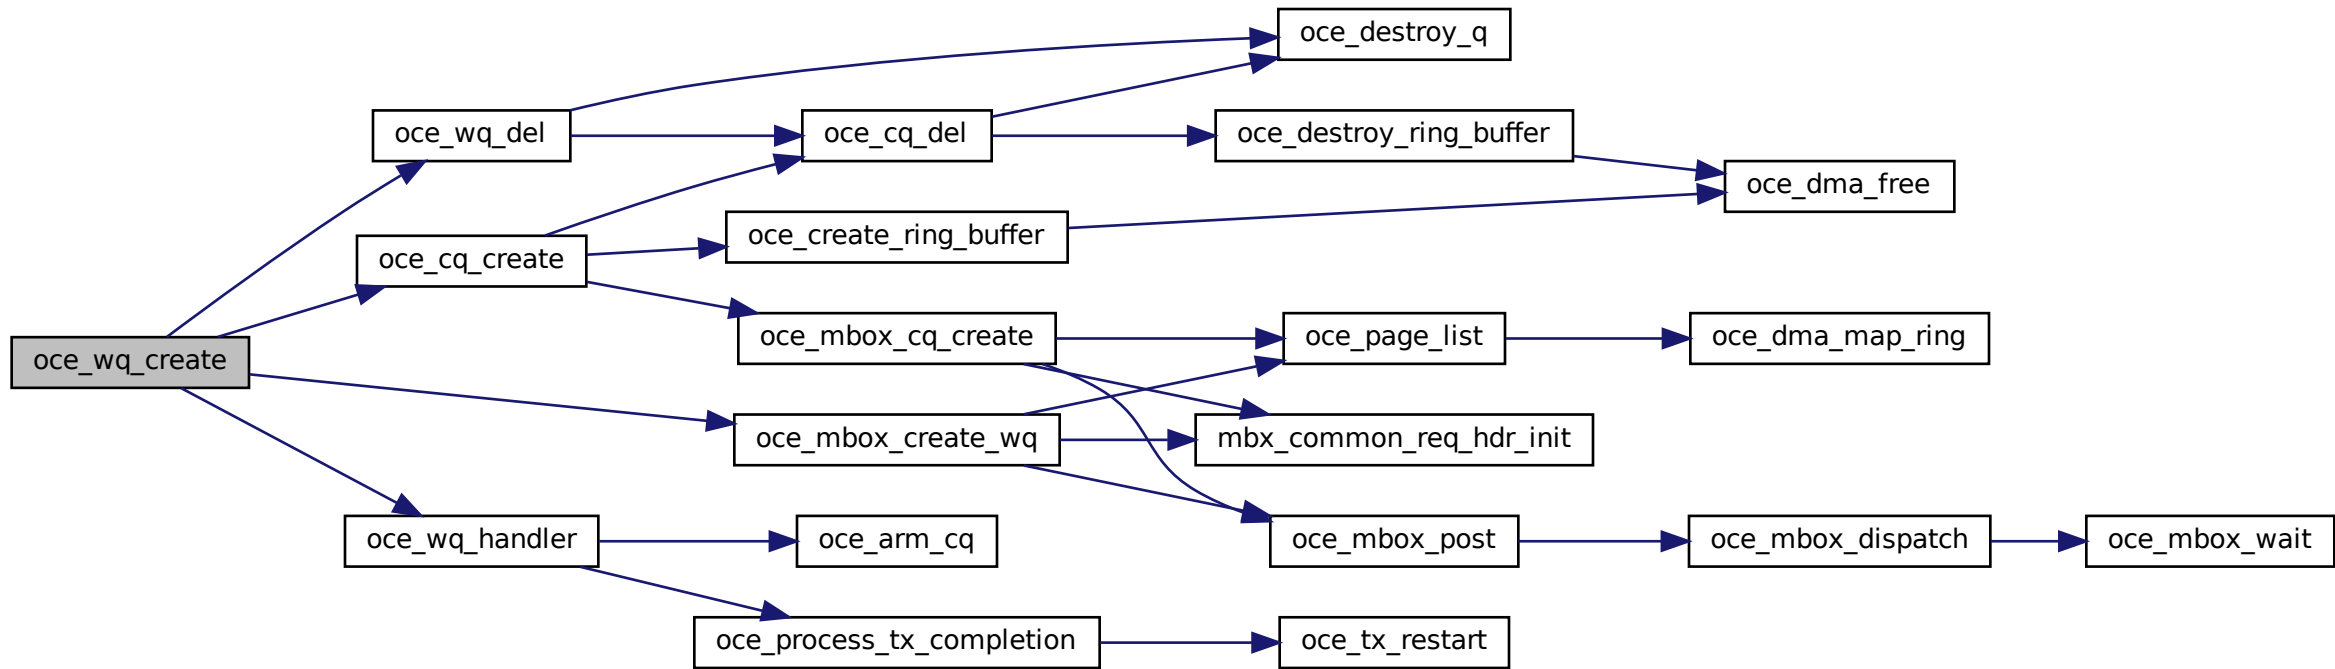 oce_destroy_q
oce_wq_del
oce_cq_del
oce_destroy_ring_buffer
oce_dma_free
oce_create_ring_buffer
oce_cq_create
oce_mbox_cq_create
oce_page_list
oce_dma_map_ring
oce_wq_create
oce_mbox_create_wq
mbx_common_req_hdr_init
oce_wq_handler
oce_arm_cq
oce_mbox_post
oce_mbox_dispatch
oce_mbox_wait
oce_process_tx_completion
oce_tx_restart